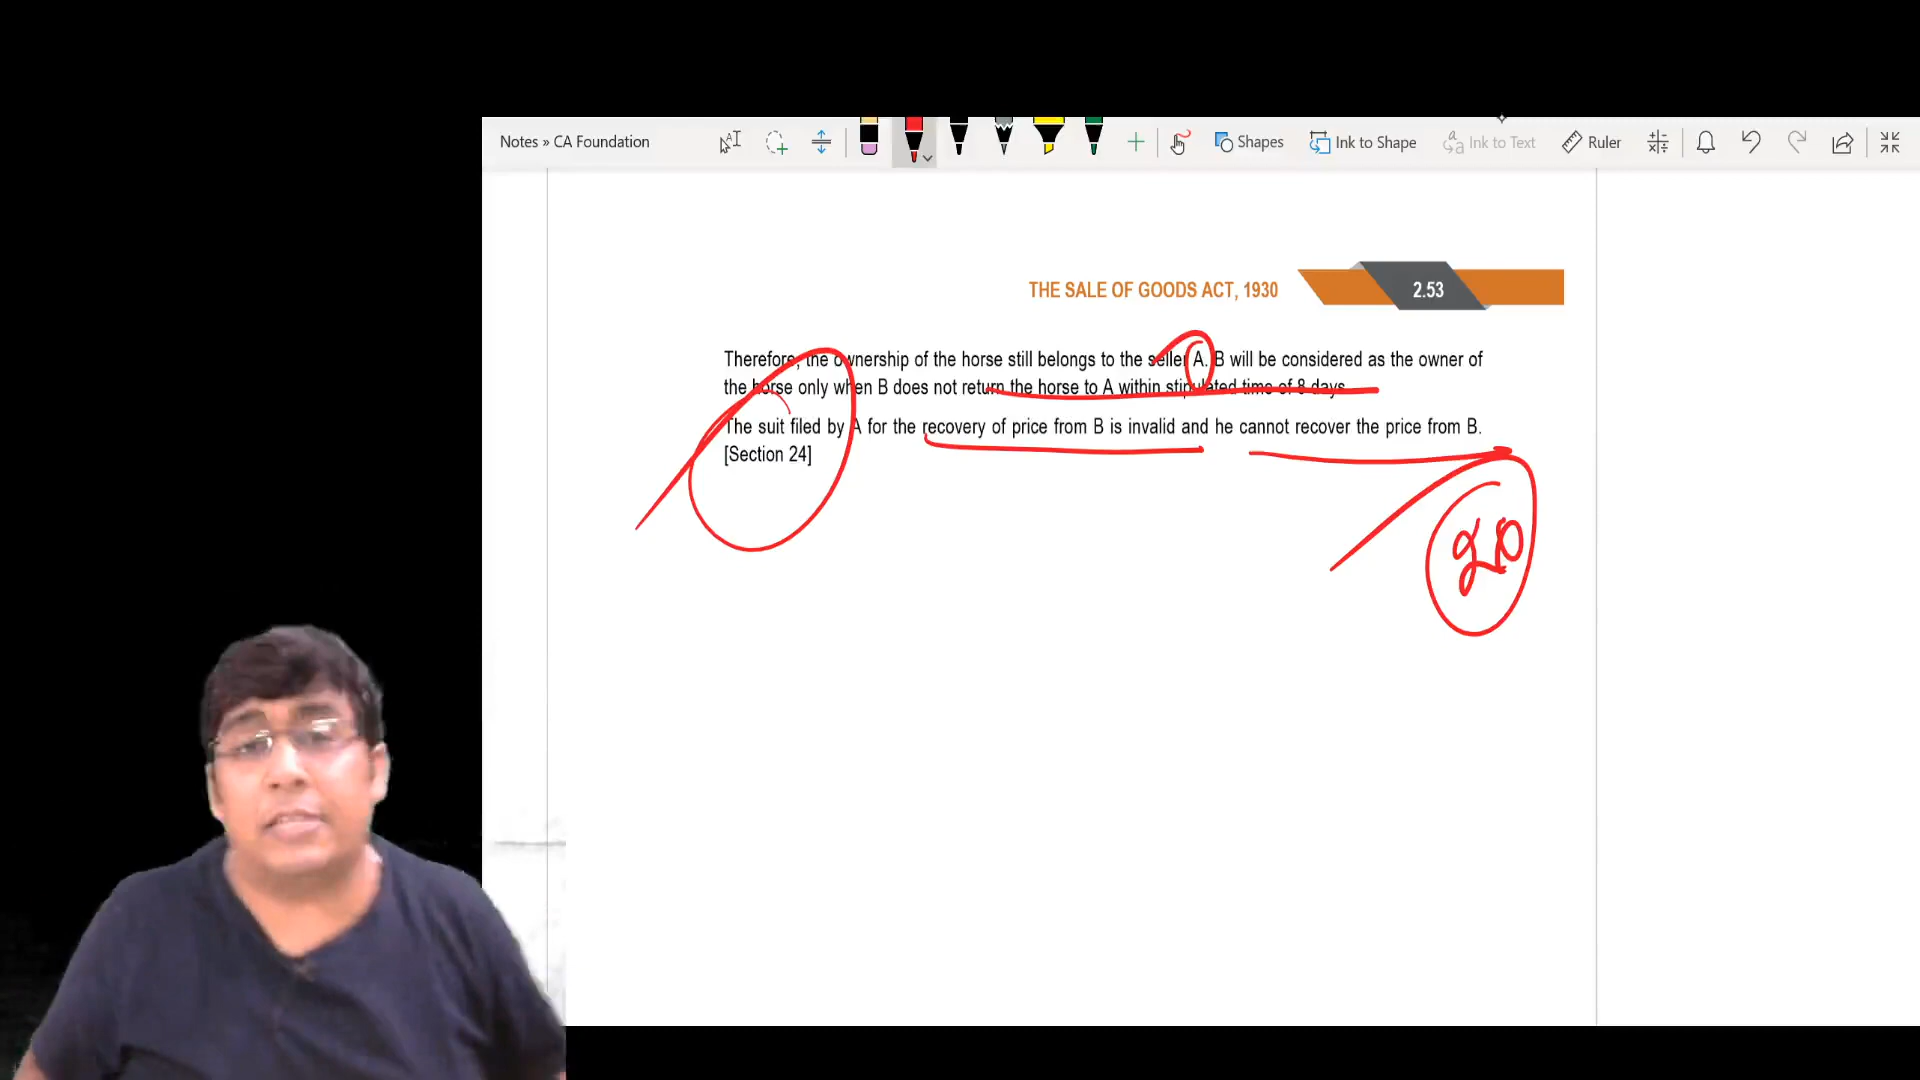 Notes » CA Foundation
Shapes
Ink to Shape
Ink to Text
Ruler
THE SALE OF GOODS ACT, 1930
2.53
Therefore, the ownership of the horse still belongs to the seller A. B will be considered as the owner of
the horse only when B does not return the horse to A within stipulated time of 8 days.
The suit filed by A for the recovery of price from B is invalid and he cannot recover the price from B.
[Section 24]